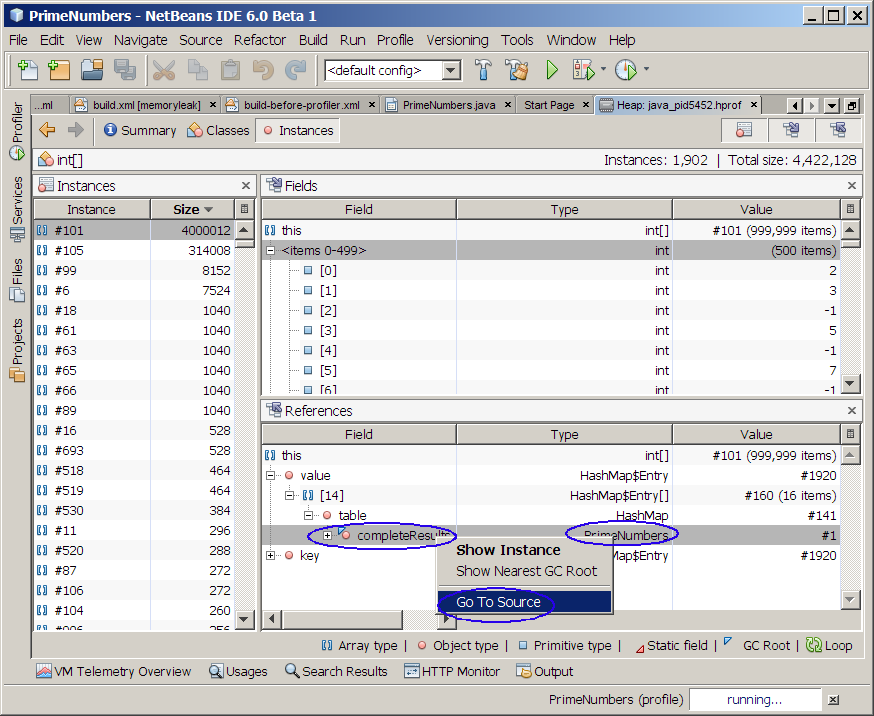 PrimeNumbers - NetBeans IDE 6.0 Beta 1
File Edit View Navigate Source Refactor Build Run Profile Versioning Tools Window Help
<default config>
...ml build.xml [memoryleak] build-before-profiler.xml PrimeNumbers.java Start Page Heap: java_pid5452.hprof
Profiler
Services
Files
Projects
Summary Classes Instances
int[] Instances: 1,902 | Total size: 4,422,128
Instances
Instance Size
#101 4000012
#105 314008
#99 8152
#6 7524
#18 1040
#61 1040
#63 1040
#65 1040
#66 1040
#89 1040
#16 528
#693 528
#518 464
#519 464
#530 384
#11 296
#520 288
#87 272
#106 272
#104 260
#906 256
Fields
Field Type Value
this int[] #101 (999,999 items)
<items 0-499> int (500 items)
[0] int 2
[1] int 3
[2] int -1
[3] int 5
[4] int -1
[5] int 7
[6] int -1
References
Field Type Value
this int[] #101 (999,999 items)
value HashMap$Entry #1920
[14] HashMap$Entry[] #160 (16 items)
table HashMap #141
completeResults PrimeNumbers #1
key Map$Entry #1920
Show Instance
Show Nearest GC Root
Go To Source
Array type | Object type | Primitive type | Static field | GC Root | Loop
VM Telemetry Overview Usages Search Results HTTP Monitor Output
PrimeNumbers (profile) running...